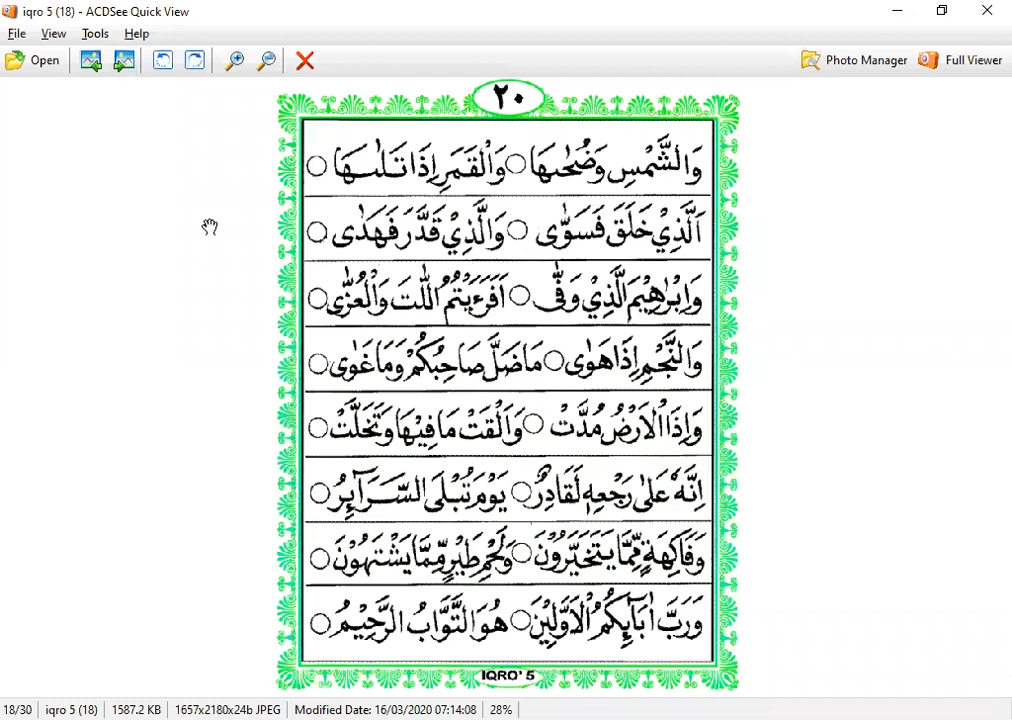 iqro 5 (18) - ACDSee Quick View
File View Tools Help
Open Photo Manager Full Viewer
٢٠
وَالشَّمْسِ وَضُحٰىهَا ○ وَالْقَمَرِ اِذَا تَلٰىهَا ○
اَلَّذِيْ خَلَقَ فَسَوّٰى ○ وَالَّذِيْ قَدَّرَ فَهَدٰى ○
وَاِبْرٰهِيْمَ الَّذِيْ وَفّٰى ○ اَفَرَءَيْتُمُ اللّٰتَ وَالْعُزّٰى ○
وَالنَّجْمِ اِذَا هَوٰى ○ مَا ضَلَّ صَاحِبُكُمْ وَمَا غَوٰى ○
وَاِذَا الْاَرْضُ مُدَّتْ ○ وَاَلْقَتْ مَا فِيْهَا وَتَخَلَّتْ ○
اِنَّهٗ عَلٰى رَجْعِهٖ لَقَادِرٌ ○ يَوْمَ تُبْلَى السَّرَآئِرُ ○
وَفَاكِهَةٍ مِّمَّا يَتَخَيَّرُوْنَ ○ وَلَحْمِ طَيْرٍ مِّمَّا يَشْتَهُوْنَ ○
وَرَبَّ اٰبَآئِكُمُ الْاَوَّلِيْنَ ○ هُوَ التَّوَّابُ الرَّحِيْمُ ○
IQRO' 5
18/30 iqro 5 (18) 1587.2 KB 1657x2180x24b JPEG Modified Date: 16/03/2020 07:14:08 28%